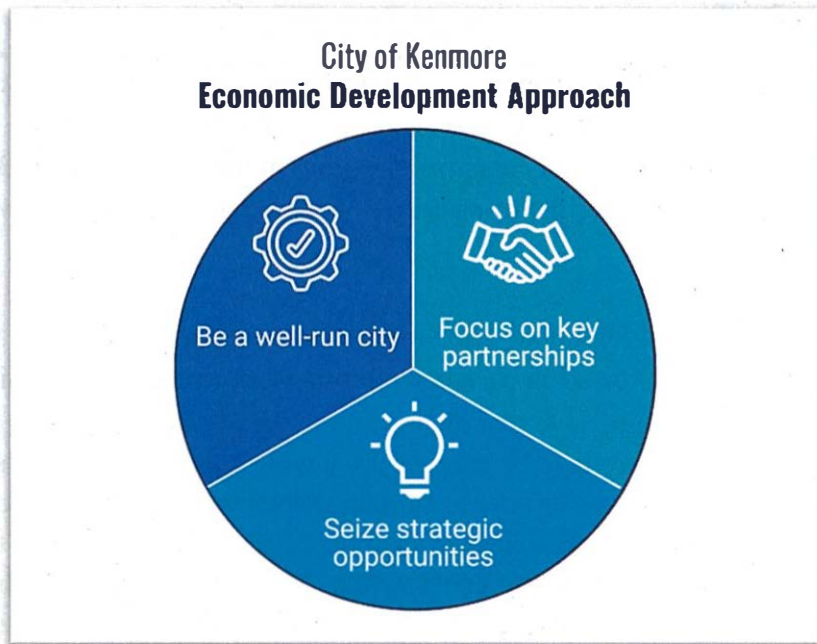 City of Kenmore
Economic Development Approach
Be a well-run city
Focus on key
partnerships
Seize strategic
opportunities